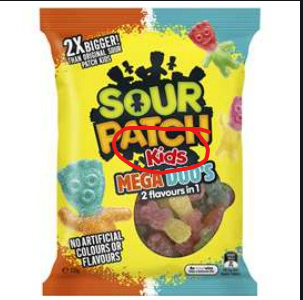 2X BIGGER!
THAN ORIGINAL SOUR
PATCH KIDS
SOUR
PATCH
Kids
MEGA DUO'S
2 flavours in 1
NO ARTIFICIAL
COLOURS OR
FLAVOURS